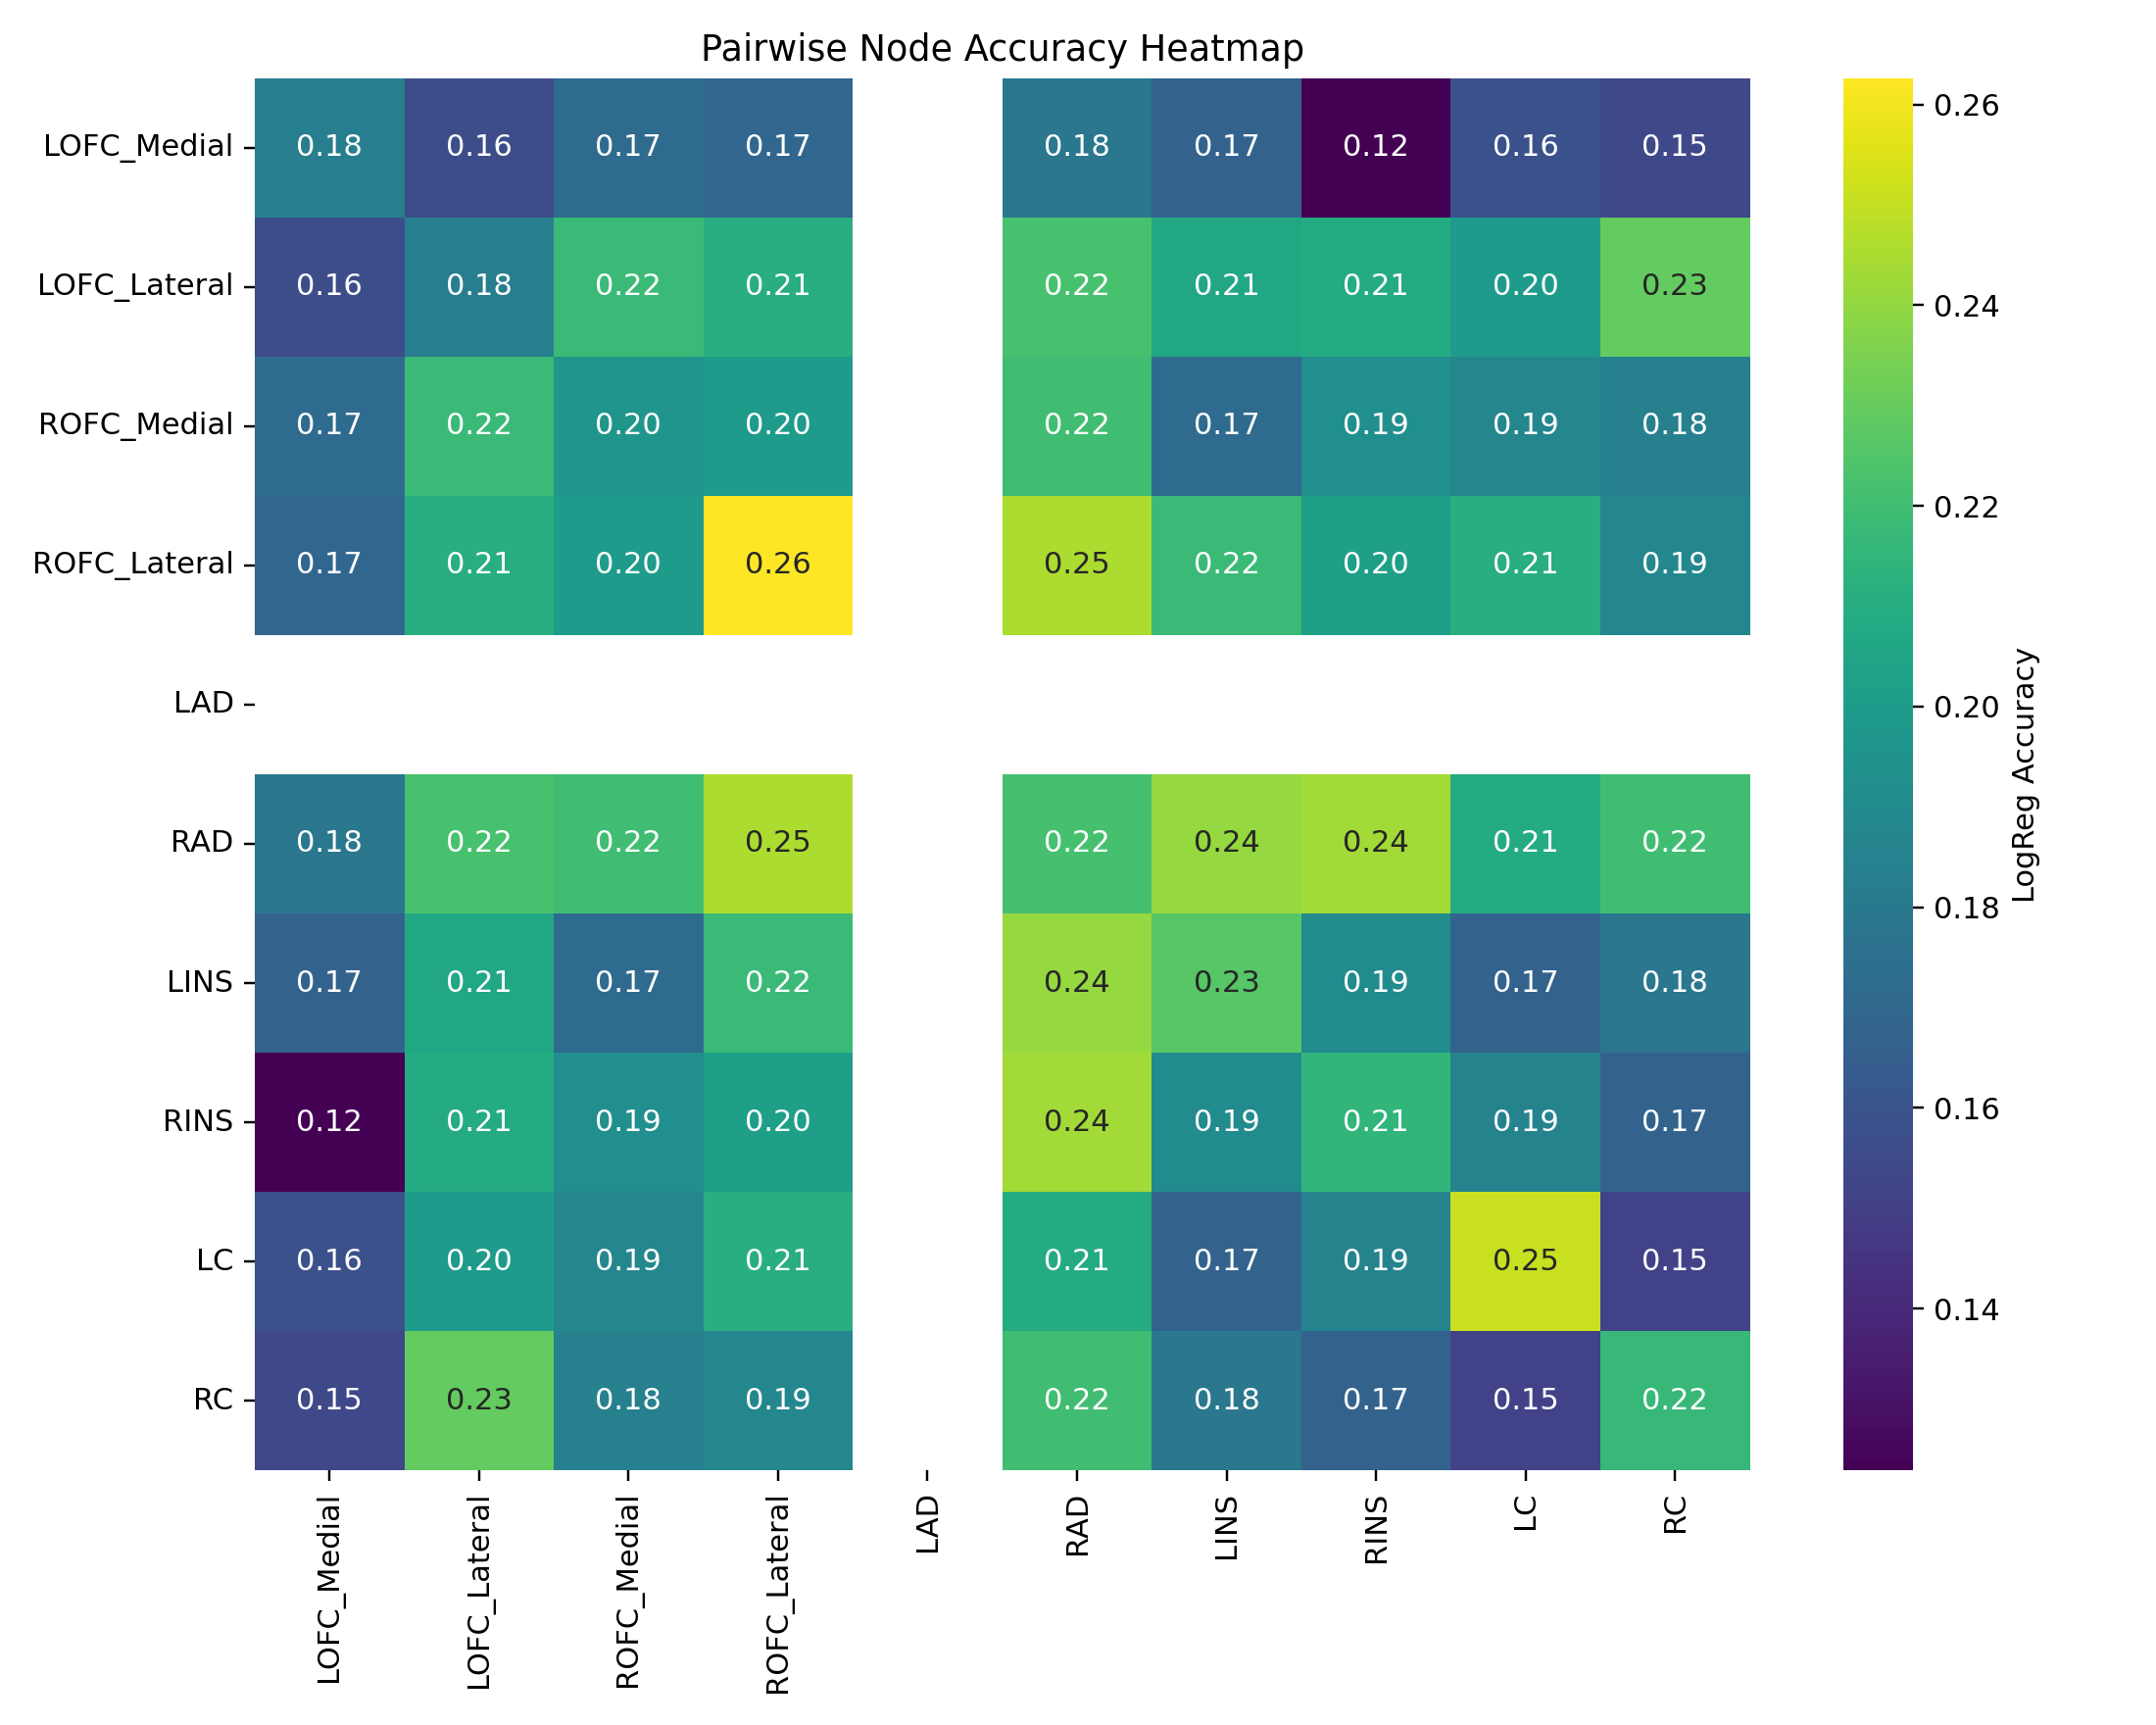 Pairwise Node Accuracy Heatmap
LOFC_Medial 0.18 0.16 0.17 0.17 0.18 0.17 0.12 0.16 0.15
LOFC_Lateral 0.16 0.18 0.22 0.21 0.22 0.21 0.21 0.20 0.23
ROFC_Medial 0.17 0.22 0.20 0.20 0.22 0.17 0.19 0.19 0.18
ROFC_Lateral 0.17 0.21 0.20 0.26 0.25 0.22 0.20 0.21 0.19
LAD
RAD 0.18 0.22 0.22 0.25 0.22 0.24 0.24 0.21 0.22
LINS 0.17 0.21 0.17 0.22 0.24 0.23 0.19 0.17 0.18
RINS 0.12 0.21 0.19 0.20 0.24 0.19 0.21 0.19 0.17
LC 0.16 0.20 0.19 0.21 0.21 0.17 0.19 0.25 0.15
RC 0.15 0.23 0.18 0.19 0.22 0.18 0.17 0.15 0.22
LOFC_Medial
LOFC_Lateral
ROFC_Medial
ROFC_Lateral
LAD
RAD
LINS
RINS
LC
RC
0.26
0.24
0.22
0.20
0.18
0.16
0.14
LogReg Accuracy